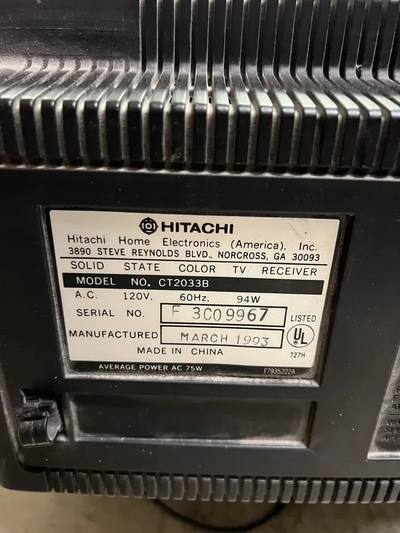 HITACHI
Hitachi Home Electronics (America), Inc.
3890 STEVE REYNOLDS BLVD., NORCROSS, GA 30093
SOLID STATE COLOR TV RECEIVER
MODEL NO. CT2033B
A.C. 120V. 60Hz. 94W
SERIAL NO. F 3C09967 LISTED
UL
MANUFACTURED MARCH 1993 727H
MADE IN CHINA
AVERAGE POWER AC 75W F7935222A